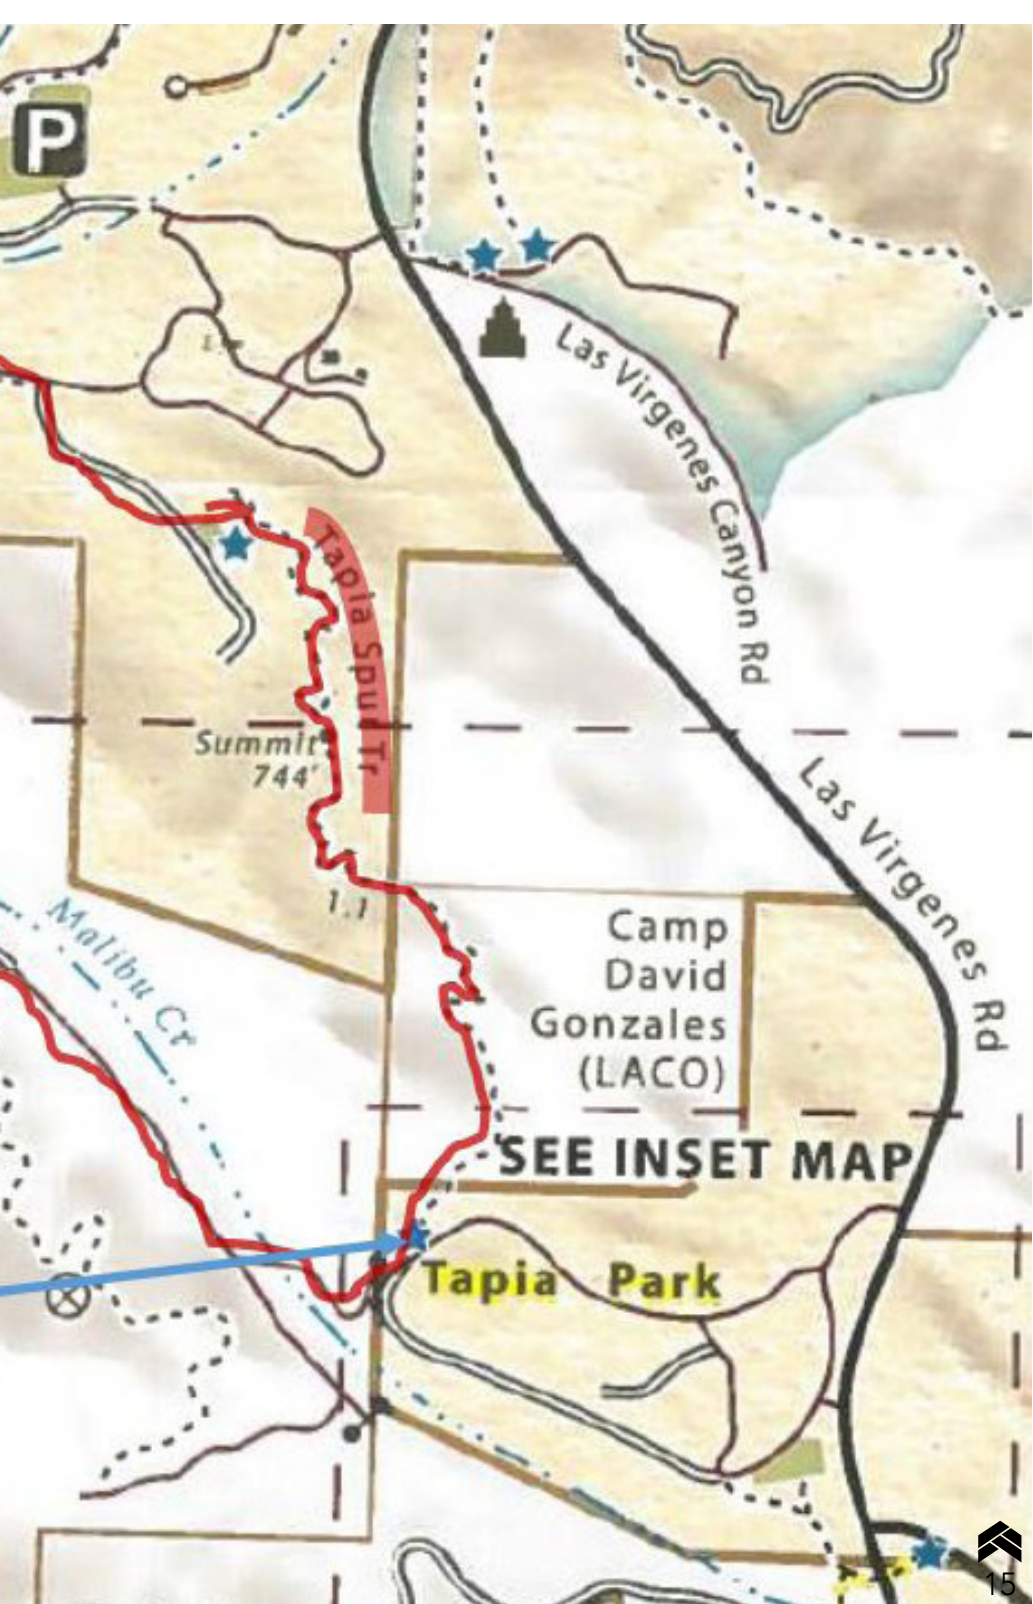 P
Las Virgenes Canyon Rd
Tapia Spur Tr
Summit
744'
Las Virgenes Rd
1.1
Malibu Cr
Camp
David
Gonzales
(LACO)
SEE INSET MAP
Tapia Park
15